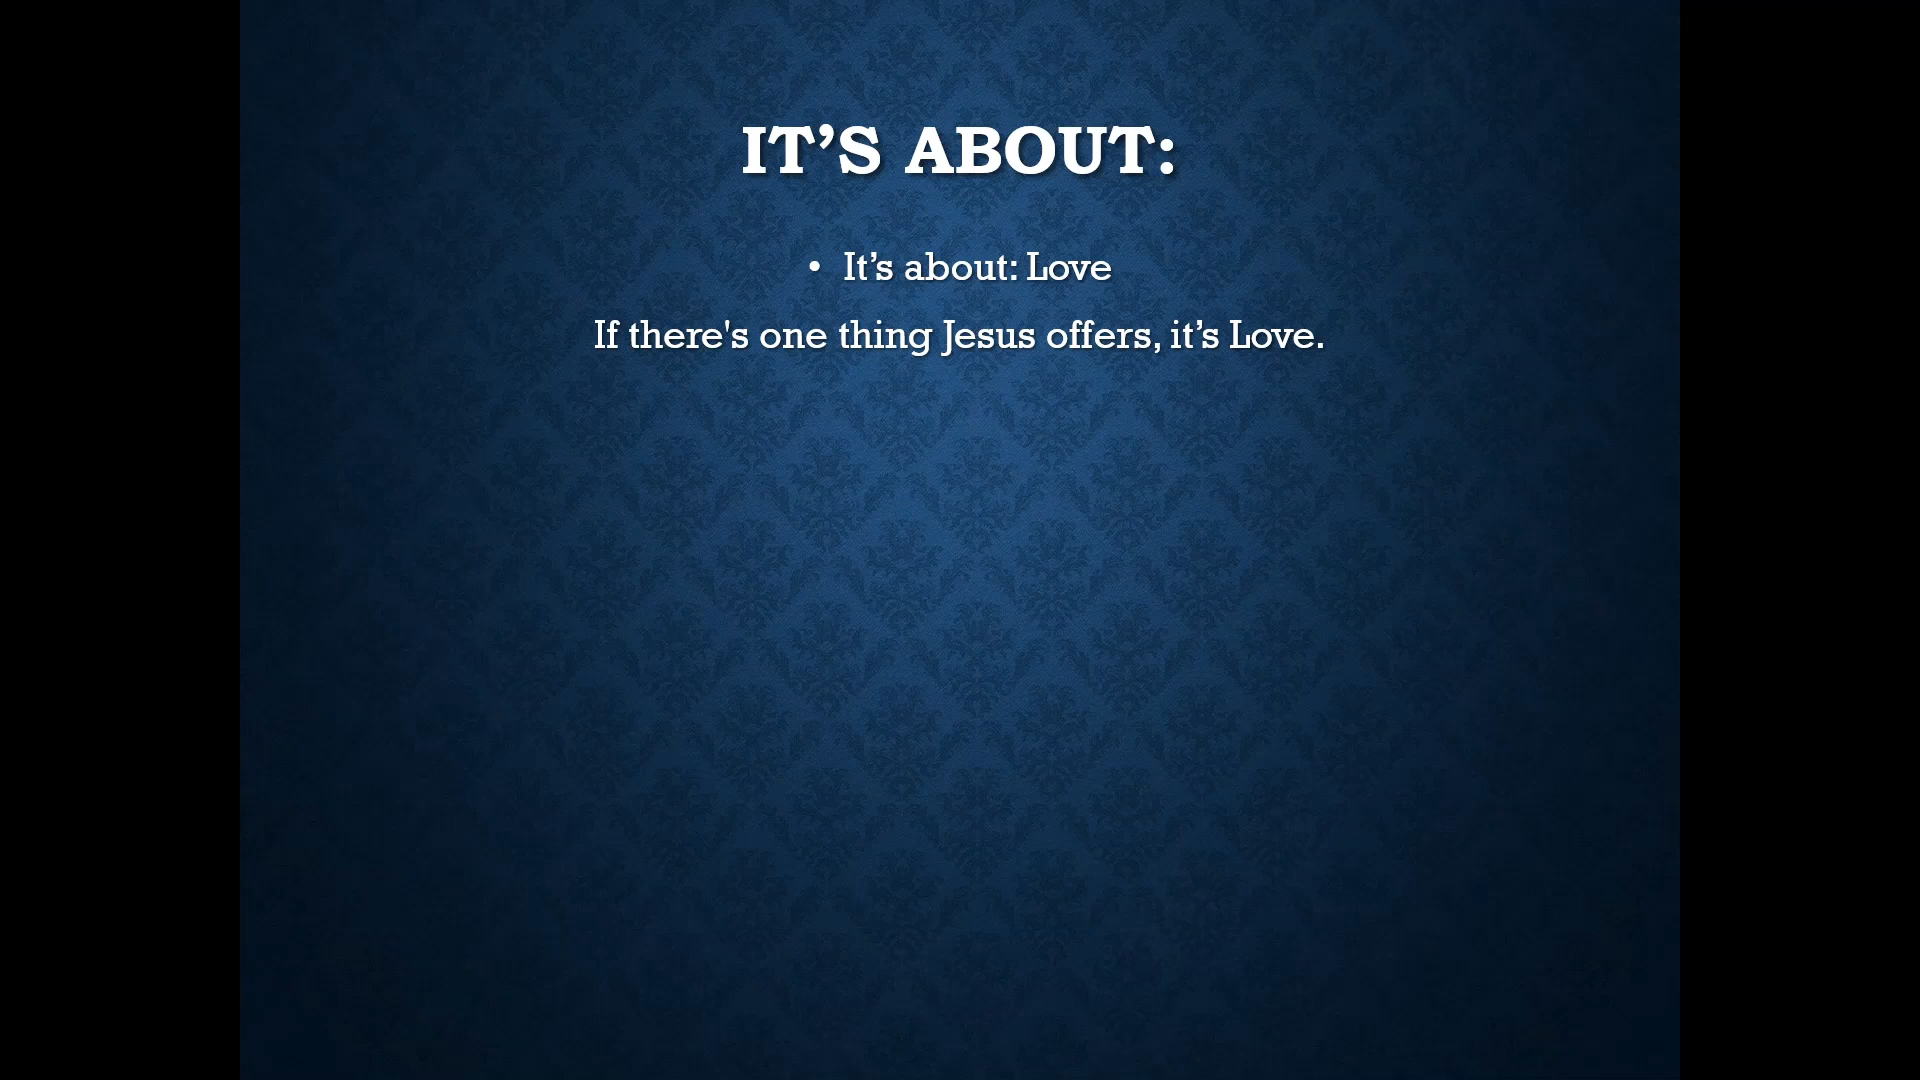 IT’S ABOUT:
• It’s about: Love
If there's one thing Jesus offers, it’s Love.